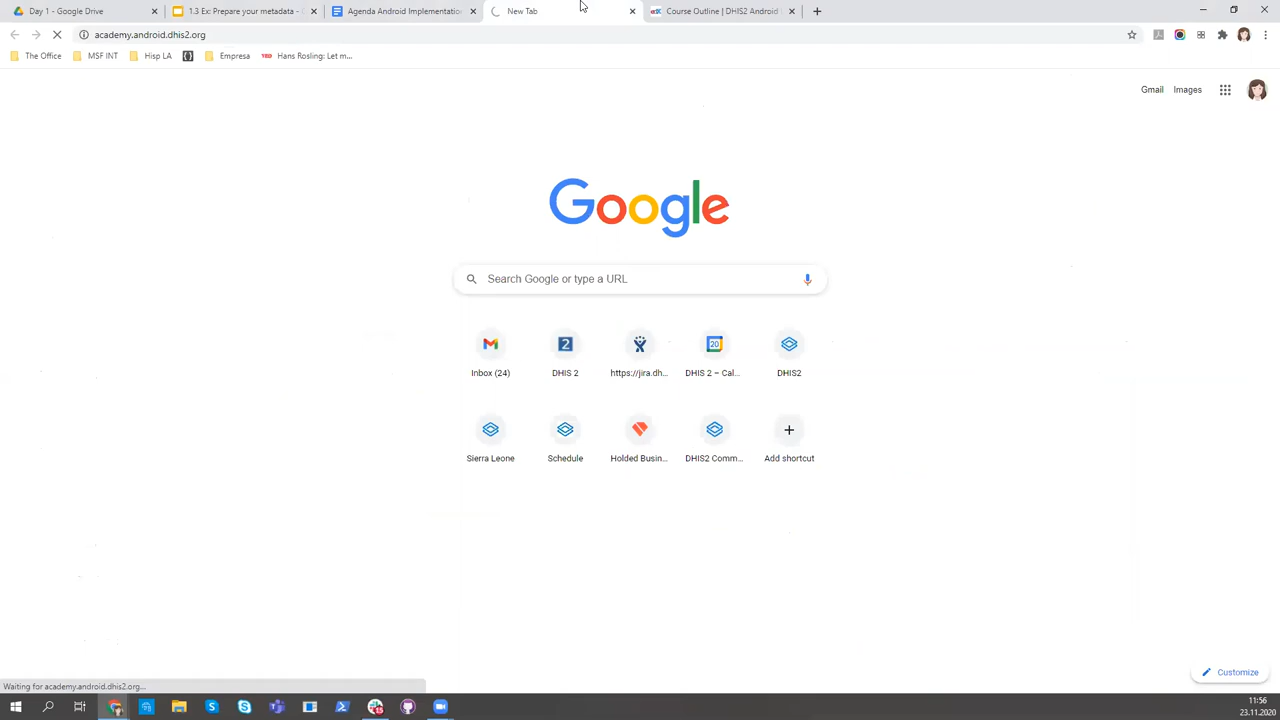 Day 1 - Google Drive
1.3 Ex: Prepare your metadata -
Agenda Android Implementation
New Tab
Course Outline | DHIS2 Android
academy.android.dhis2.org
The Office
MSF INT
Hisp LA
Empresa
Hans Rosling: Let m...
Gmail
Images
Google
Search Google or type a URL
Inbox (24)
DHIS 2
https://jira.dh...
DHIS 2 – Cal...
DHIS2
Sierra Leone
Schedule
Holded Busin...
DHIS2 Comm...
Add shortcut
Customize
Waiting for academy.android.dhis2.org...
11:56
23.11.2020